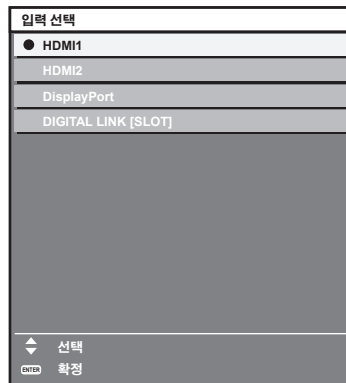 입력 선택
HDMI1
HDMI2
DisplayPort
DIGITAL LINK [SLOT]
선택
ENTER 확정